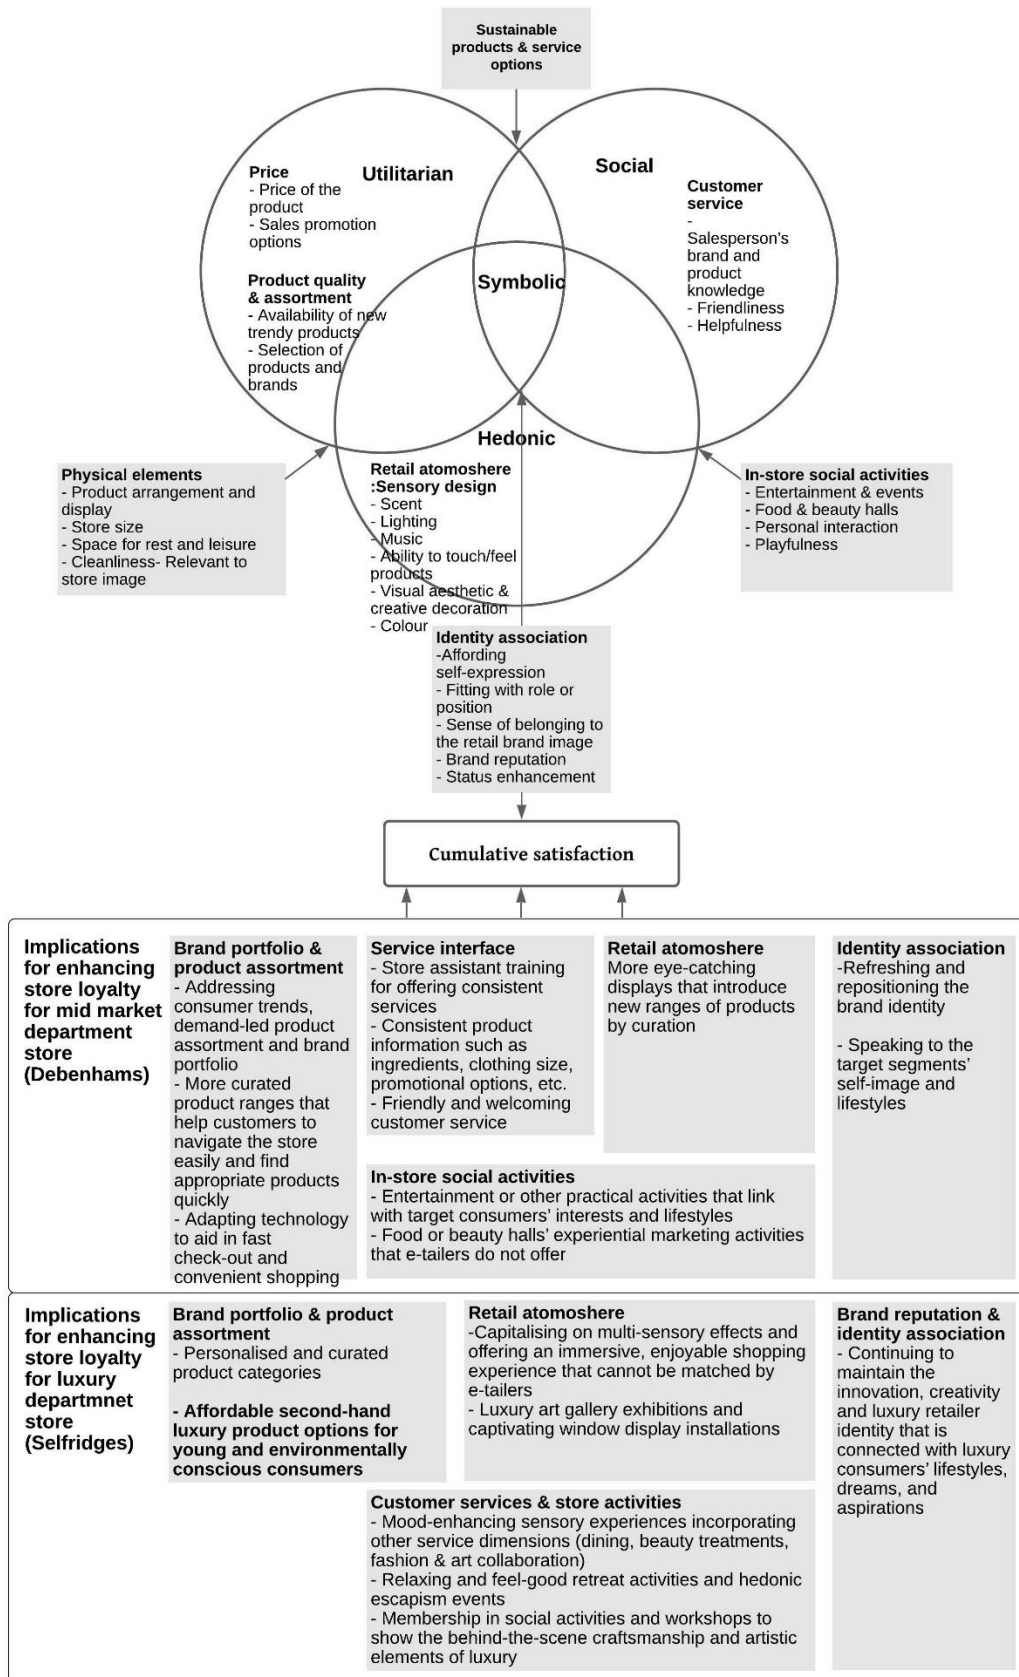 Sustainable
products & service
options
Utilitarian
Social
Price
- Price of the
product
- Sales promotion
options
Product quality
& assortment
- Availability of new
trendy products
- Selection of
products and
brands
Customer
service
-
Salesperson's
brand and
product
knowledge
- Friendliness
- Helpfulness
Symbolic
Hedonic
Retail atomoshere
:Sensory design
- Scent
- Lighting
- Music
- Ability to touch/feel
products
- Visual aesthetic &
creative decoration
- Colour
Physical elements
- Product arrangement and
display
- Store size
- Space for rest and leisure
- Cleanliness- Relevant to
store image
In-store social activities
- Entertainment & events
- Food & beauty halls
- Personal interaction
- Playfulness
Identity association
-Affording
self-expression
- Fitting with role or
position
- Sense of belonging to
the retail brand image
- Brand reputation
- Status enhancement
Cumulative satisfaction
Implications
for enhancing
store loyalty
for mid market
department
store
(Debenhams)
Brand portfolio &
product assortment
- Addressing
consumer trends,
demand-led product
assortment and brand
portfolio
- More curated
product ranges that
help customers to
navigate the store
easily and find
appropriate products
quickly
- Adapting technology
to aid in fast
check-out and
convenient shopping
Service interface
- Store assistant training
for offering consistent
services
- Consistent product
information such as
ingredients, clothing size,
promotional options, etc.
- Friendly and welcoming
customer service
Retail atomoshere
More eye-catching
displays that introduce
new ranges of products
by curation
Identity association
-Refreshing and
repositioning the
brand identity
- Speaking to the
target segments'
self-image and
lifestyles
In-store social activities
- Entertainment or other practical activities that link
with target consumers' interests and lifestyles
- Food or beauty halls' experiential marketing activities
that e-tailers do not offer
Implications
for enhancing
store loyalty
for luxury
departmnet
store
(Selfridges)
Brand portfolio & product
assortment
- Personalised and curated
product categories
- Affordable second-hand
luxury product options for
young and environmentally
conscious consumers
Retail atomoshere
-Capitalising on multi-sensory effects and
offering an immersive, enjoyable shopping
experience that cannot be matched by
e-tailers
- Luxury art gallery exhibitions and
captivating window display installations
Brand reputation &
identity association
- Continuing to
maintain the
innovation, creativity
and luxury retailer
identity that is
connected with luxury
consumers' lifestyles,
dreams, and
aspirations
Customer services & store activities
- Mood-enhancing sensory experiences incorporating
other service dimensions (dining, beauty treatments,
fashion & art collaboration)
- Relaxing and feel-good retreat activities and hedonic
escapism events
- Membership in social activities and workshops to
show the behind-the-scene craftsmanship and artistic
elements of luxury